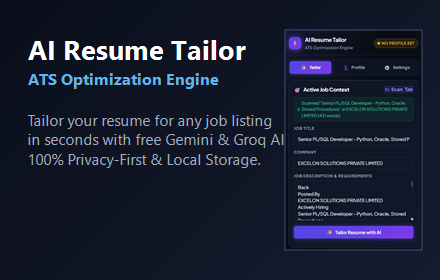 AI Resume Tailor
ATS Optimization Engine
Tailor your resume for any job listing
in seconds with free Gemini & Groq AI
100% Privacy-First & Local Storage.
AI Resume Tailor
ATS Optimization Engine
NO PROFILE SET
Tailor
Profile
Settings
Active Job Context
Scan Tab
Scanned "Senior PL/SQL Developer - Python, Oracle,
Stored Procedures" at EXCELON SOLUTIONS PRIVATE
LIMITED (431 words)
JOB TITLE
Senior PL/SQL Developer - Python, Oracle, Stored P
COMPANY
EXCELON SOLUTIONS PRIVATE LIMITED
JOB DESCRIPTION & REQUIREMENTS
Back
Posted By
EXCELON SOLUTIONS PRIVATE LIMITED
Actively Hiring
Senior PL/SQL Developer - Python, Oracle, Stored
Tailor Resume with AI